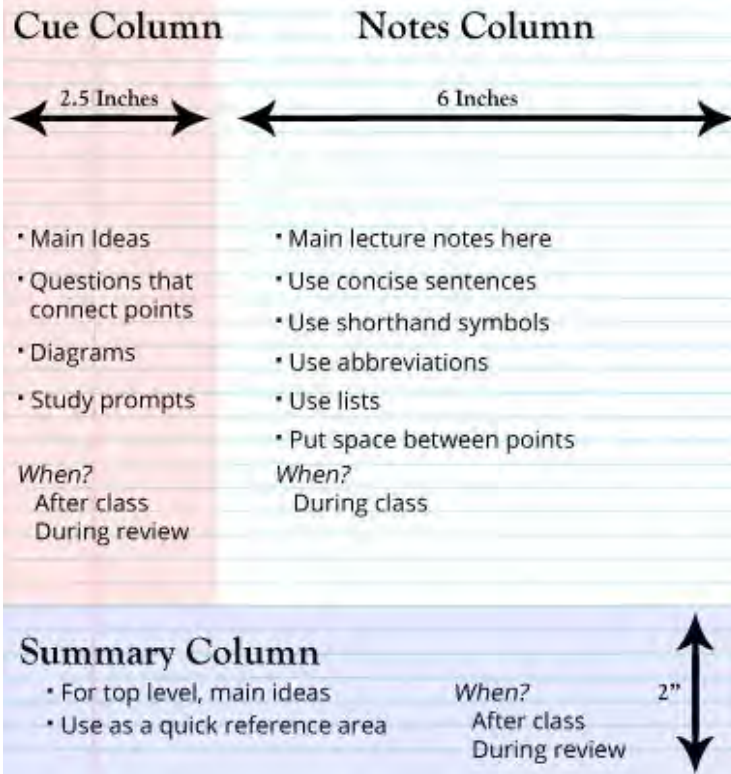 Cue Column
Notes Column
2.5 Inches
6 Inches
• Main Ideas
• Questions that
connect points
• Diagrams
• Study prompts
When?
After class
During review
• Main lecture notes here
• Use concise sentences
• Use shorthand symbols
• Use abbreviations
• Use lists
• Put space between points
When?
During class
Summary Column
• For top level, main ideas
• Use as a quick reference area
When?
After class
During review
2”